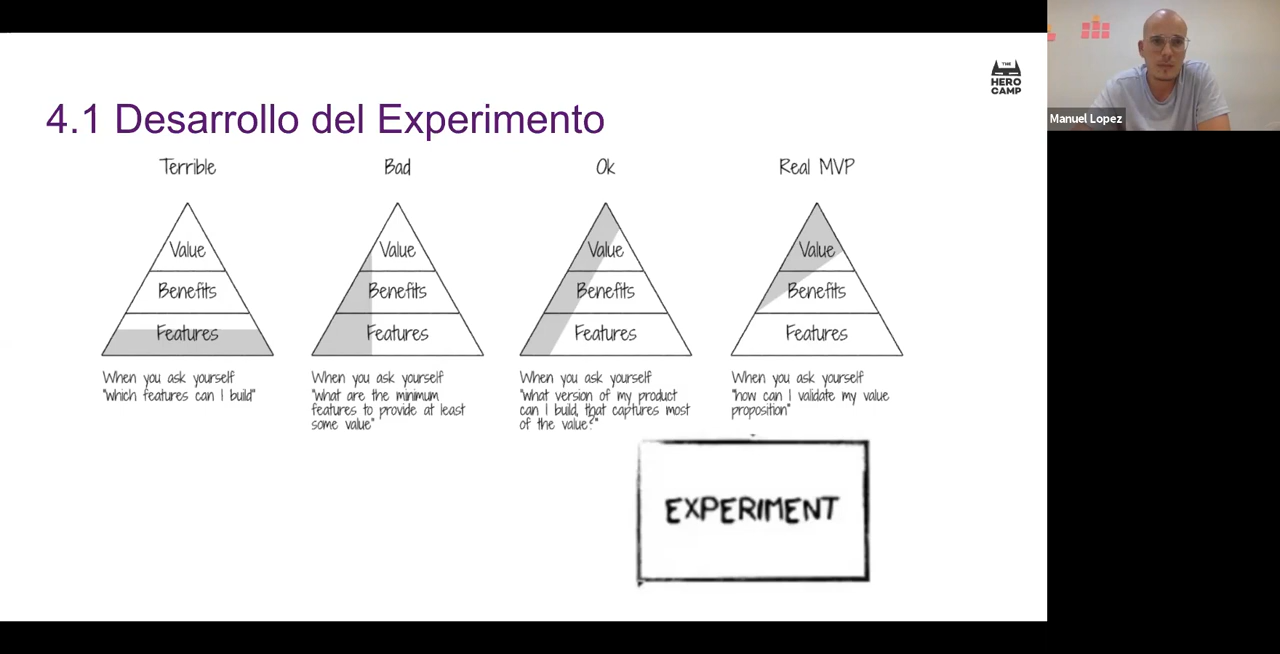 THE
HERO
CAMP
Manuel Lopez
4.1 Desarrollo del Experimento
Terrible
Bad
Ok
Real MVP
Value
Benefits
Features
Value
Benefits
Features
Value
Benefits
Features
Value
Benefits
Features
When you ask yourself
"which features can I build"
When you ask yourself
"what are the minimum
features to provide at least
some value"
When you ask yourself
"what version of my product
can I build, that captures most
of the value?"
When you ask yourself
"how can I validate my value
proposition"
EXPERIMENT